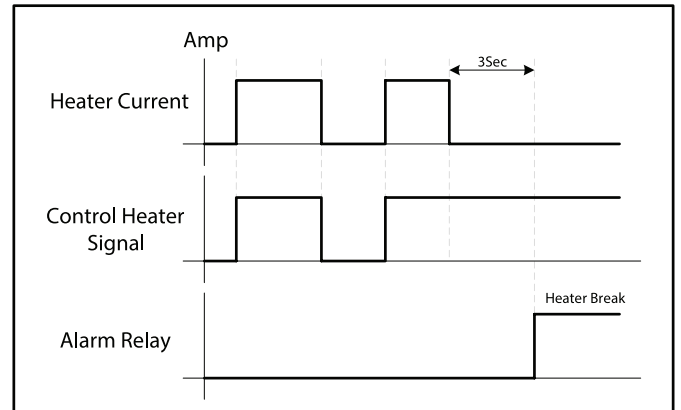 Amp
3Sec
Heater Current
Control Heater
Signal
Heater Break
Alarm Relay